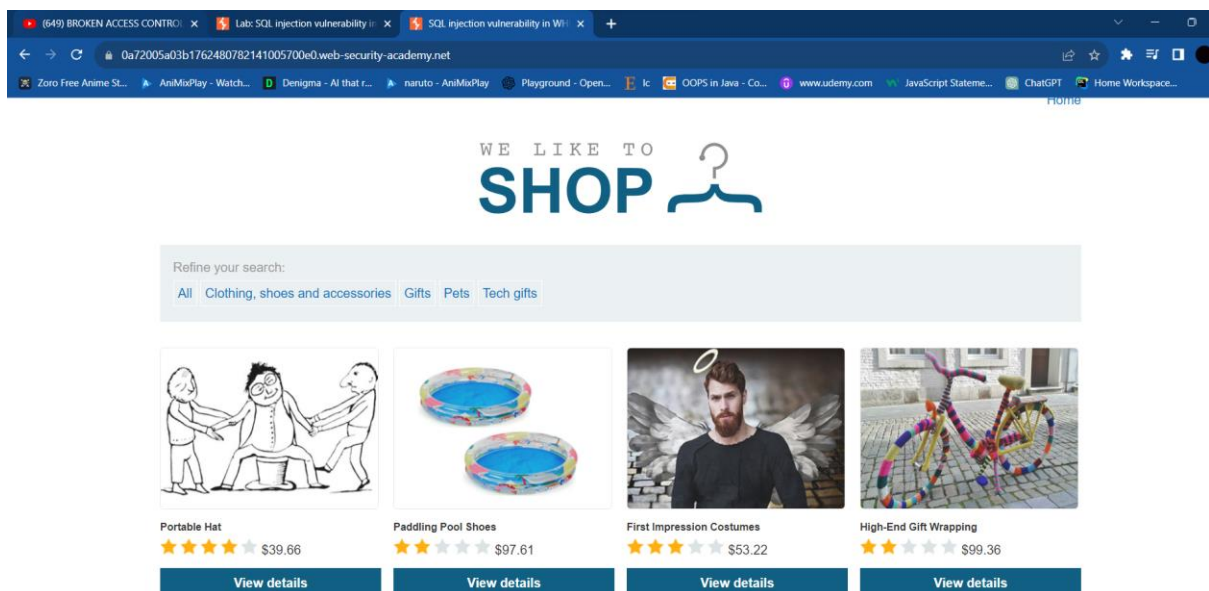 (649) BROKEN ACCESS CONTROL
Lab: SQL injection vulnerability in
SQL injection vulnerability in WH
0a72005a03b1762480782141005700e0.web-security-academy.net
Zoro Free Anime St... AniMixPlay - Watch... Denigma - AI that r... naruto - AniMixPlay Playground - Open... Ic OOPS in Java - Co... www.udemy.com JavaScript Stateme... ChatGPT Home Workspace...
Home
WE LIKE TO
SHOP
Refine your search:
All Clothing, shoes and accessories Gifts Pets Tech gifts
Portable Hat Paddling Pool Shoes First Impression Costumes High-End Gift Wrapping
$39.66 $97.61 $53.22 $99.36
View details View details View details View details